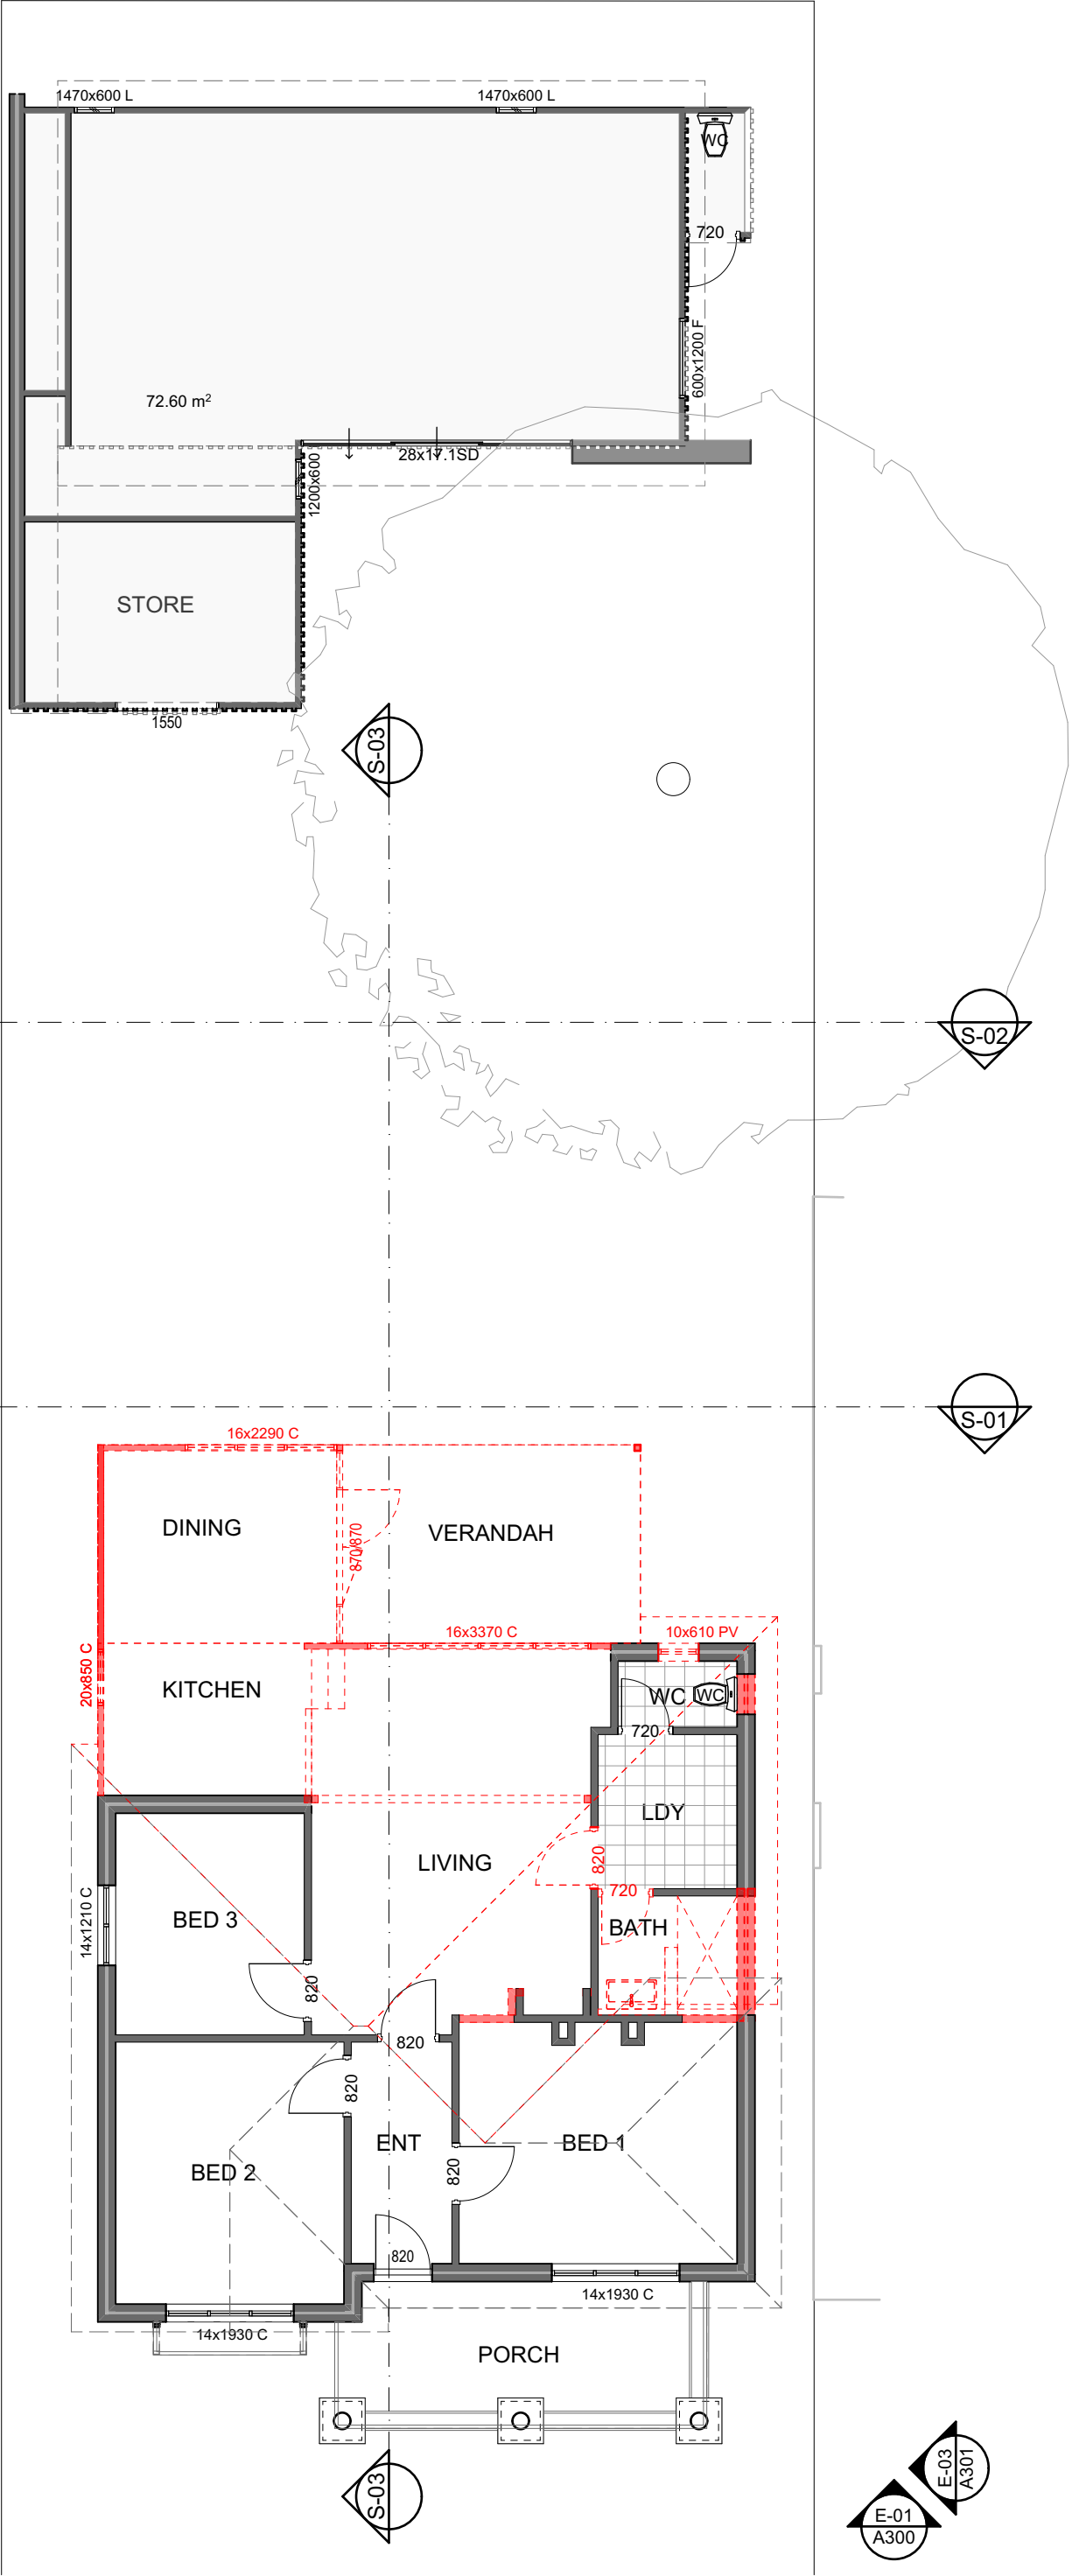 1470x600 L
1470x600 L
WC
720
600x1200 F
72.60 m²
28x17.1SD
1200x600
STORE
1550
S-03
S-02
S-01
16x2290 C
DINING
VERANDAH
870/870
16x3370 C
10x610 PV
20x850 C
KITCHEN
WC
WC
720
LDY
LIVING
820
720
BED 3
BATH
14x1210 C
820
820
820
ENT
BED 1
820
BED 2
820
14x1930 C
14x1930 C
PORCH
S-03
E-03
A301
E-01
A300